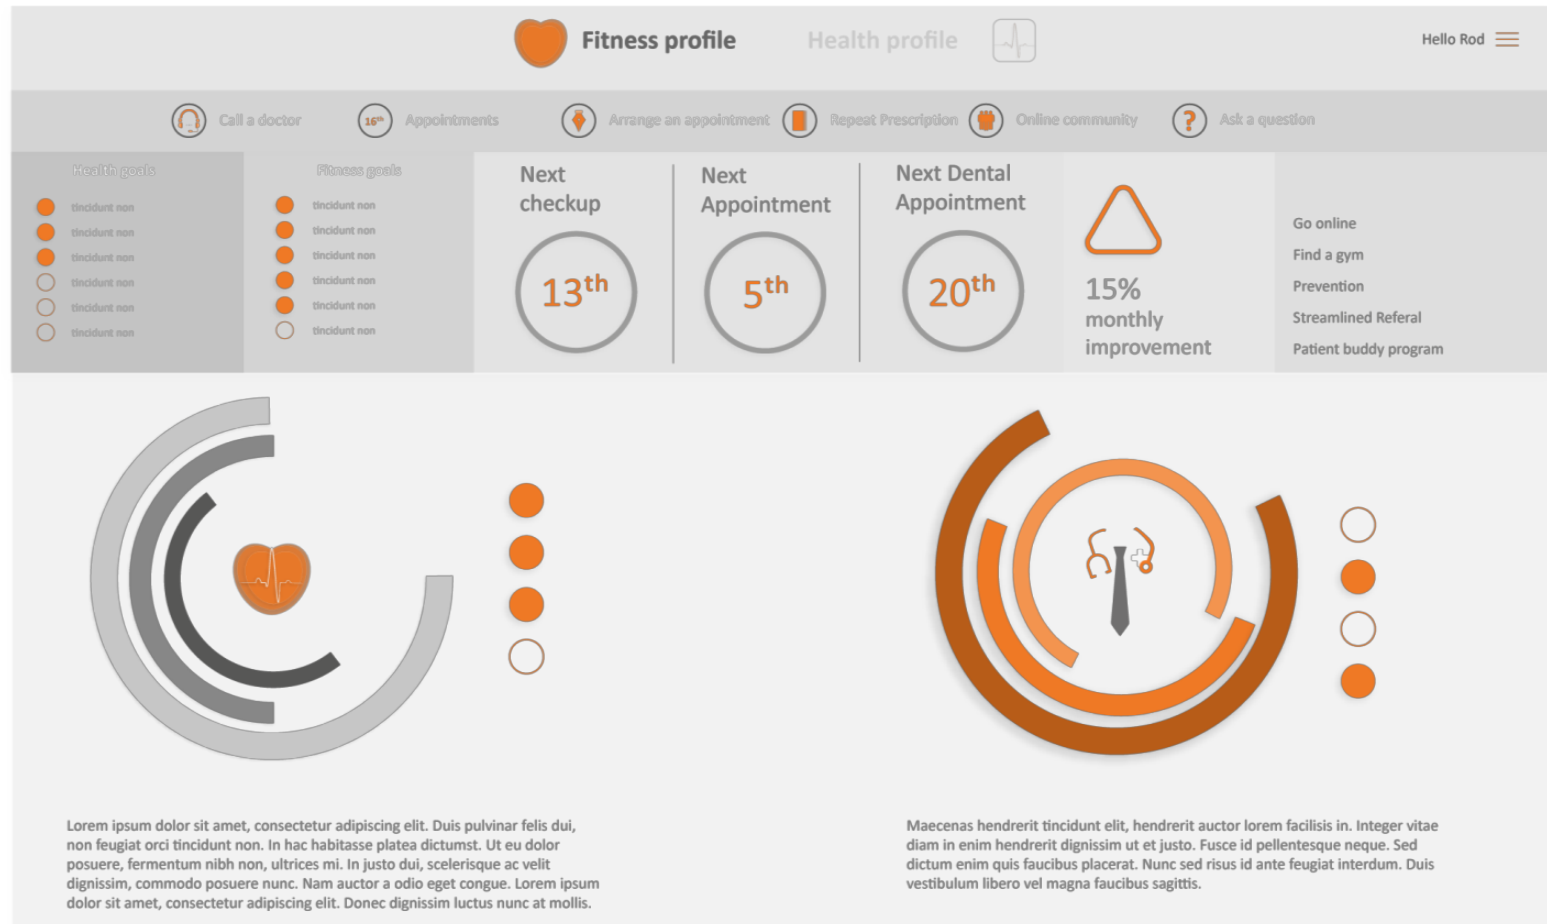 Fitness profile
Health profile
Hello Rod
Call a doctor
16th
Appointments
Arrange an appointment
Repeat Prescription
Online community
?
Ask a question
Health goals
tincidunt non
tincidunt non
tincidunt non
tincidunt non
tincidunt non
tincidunt non
Fitness goals
tincidunt non
tincidunt non
tincidunt non
tincidunt non
tincidunt non
tincidunt non
Next
checkup
13th
Next
Appointment
5th
Next Dental
Appointment
20th
15%
monthly
improvement
Go online
Find a gym
Prevention
Streamlined Referal
Patient buddy program
Lorem ipsum dolor sit amet, consectetur adipiscing elit. Duis pulvinar felis dui,
non feugiat orci tincidunt non. In hac habitasse platea dictumst. Ut eu dolor
posuere, fermentum nibh non, ultrices mi. In justo dui, scelerisque ac velit
dignissim, commodo posuere nunc. Nam auctor a odio eget congue. Lorem ipsum
dolor sit amet, consectetur adipiscing elit. Donec dignissim luctus nunc at mollis.
Maecenas hendrerit tincidunt elit, hendrerit auctor lorem facilisis in. Integer vitae
diam in enim hendrerit dignissim ut et justo. Fusce id pellentesque neque. Sed
dictum enim quis faucibus placerat. Nunc sed risus id ante feugiat interdum. Duis
vestibulum libero vel magna faucibus sagittis.